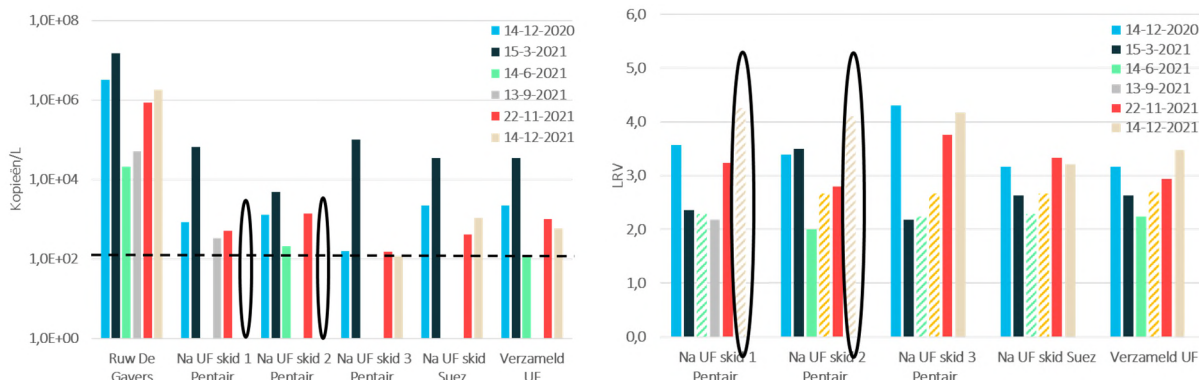 1,0E+08
1,0E+06
1,0E+04
1,0E+02
1,0E+00
Kopieën/L
14-12-2020
15-3-2021
14-6-2021
13-9-2021
22-11-2021
14-12-2021
Ruw De Gavers
Na UF skid 1 Pentair
Na UF skid 2 Pentair
Na UF skid 3 Pentair
Na UF skid Suez
Verzameld UF
6,0
5,0
4,0
3,0
2,0
1,0
0,0
LRV
14-12-2020
15-3-2021
14-6-2021
13-9-2021
22-11-2021
14-12-2021
Na UF skid 1 Pentair
Na UF skid 2 Pentair
Na UF skid 3 Pentair
Na UF skid Suez
Verzameld UF